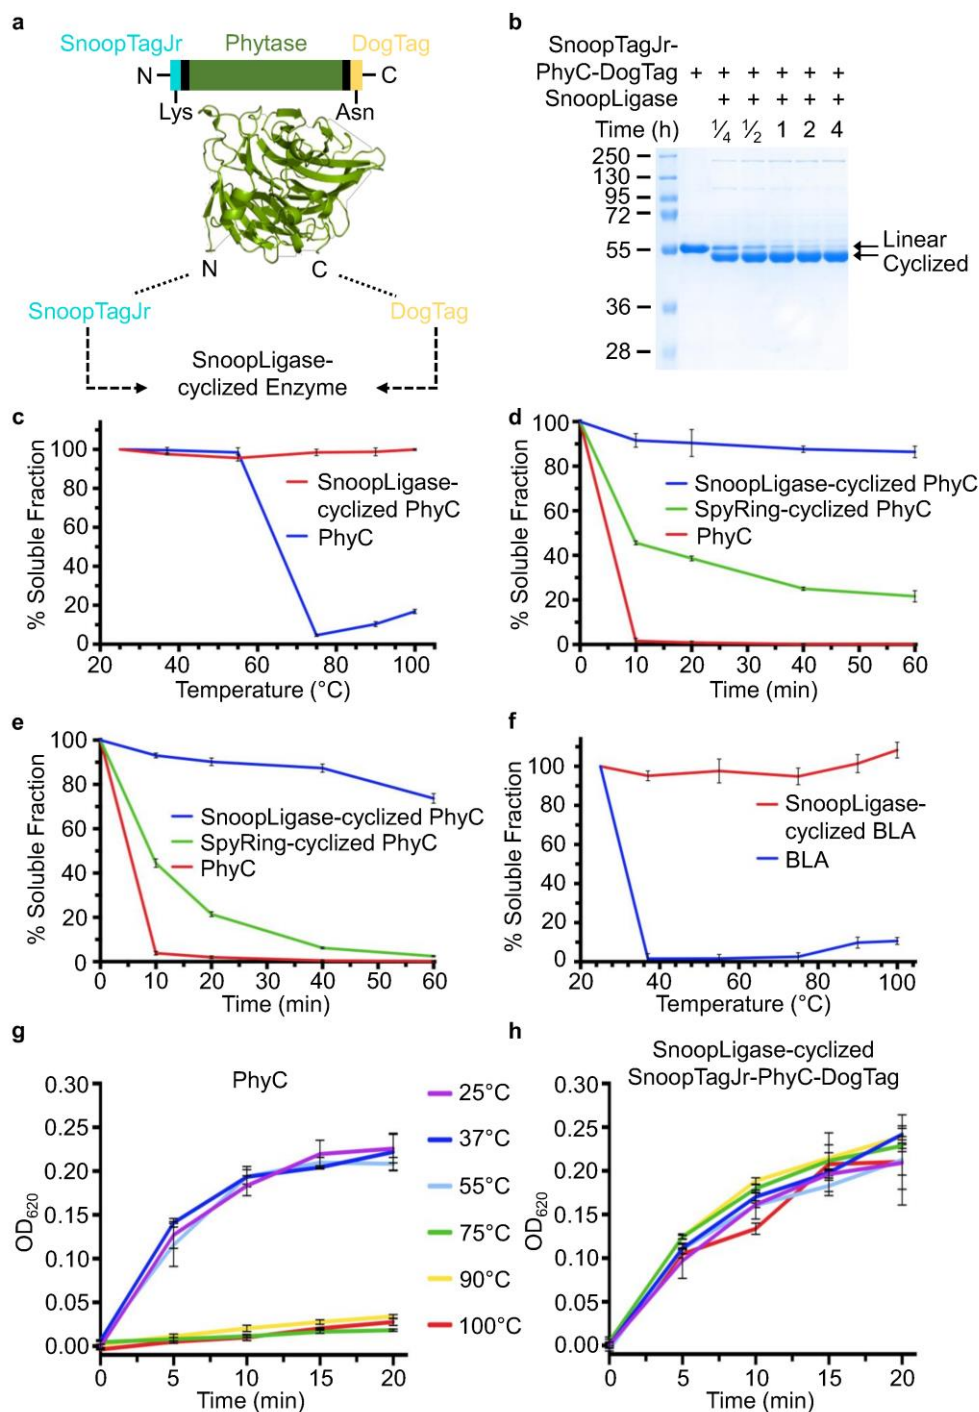 a
SnoopTagJr Phytase DogTag
N C
Lys Asn
N C
SnoopTagJr DogTag
SnoopLigase-
cyclized Enzyme
b
SnoopTagJr-
PhyC-DogTag + + + + + +
SnoopLigase + + + + +
Time (h) ¼ ½ 1 2 4
250
130
95
72
55
36
28
Linear
Cyclized
c
% Soluble Fraction
100
80
60
40
20
0
20 40 60 80 100
Temperature (°C)
SnoopLigase-
cyclized PhyC
PhyC
d
% Soluble Fraction
100
80
60
40
20
0
0 10 20 30 40 50 60
Time (min)
SnoopLigase-cyclized PhyC
SpyRing-cyclized PhyC
PhyC
e
% Soluble Fraction
100
80
60
40
20
0
0 10 20 30 40 50 60
Time (min)
SnoopLigase-cyclized PhyC
SpyRing-cyclized PhyC
PhyC
f
% Soluble Fraction
100
80
60
40
20
0
20 40 60 80 100
Temperature (°C)
SnoopLigase-
cyclized BLA
BLA
g
PhyC
OD620
0.30
0.25
0.20
0.15
0.10
0.05
0.00
0 5 10 15 20
Time (min)
25°C
37°C
55°C
75°C
90°C
100°C
h
SnoopLigase-cyclized
SnoopTagJr-PhyC-DogTag
OD620
0.30
0.25
0.20
0.15
0.10
0.05
0.00
0 5 10 15 20
Time (min)